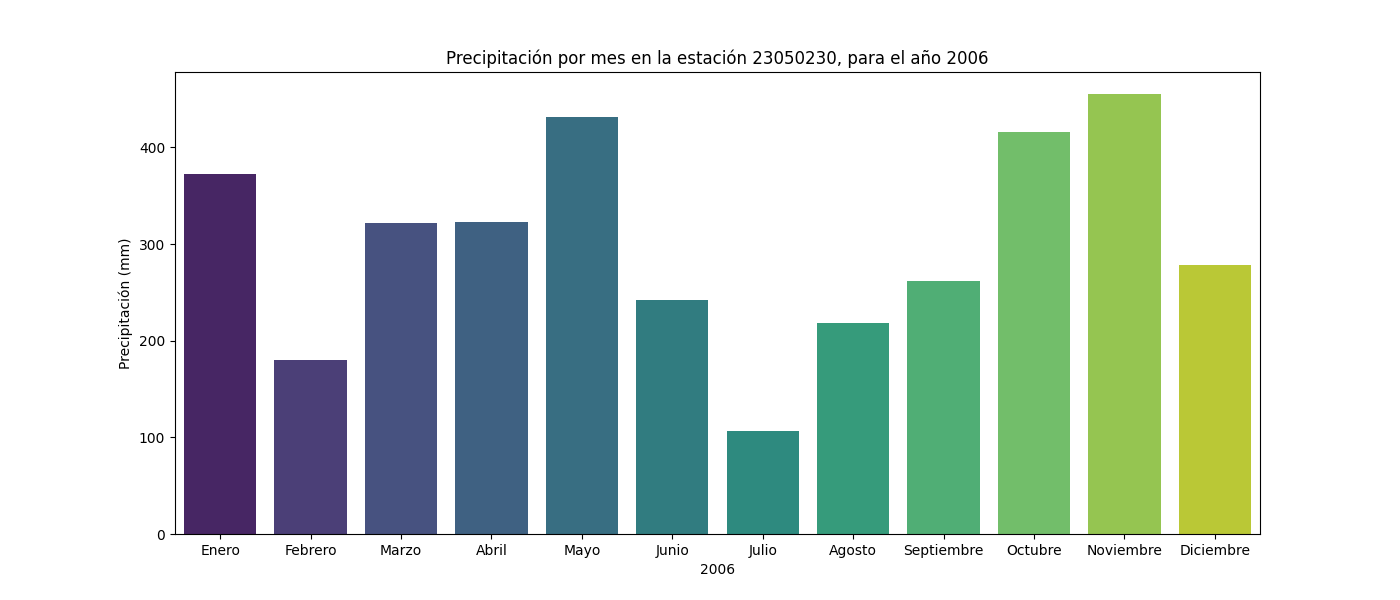 Precipitación por mes en la estación 23050230, para el año 2006
Precipitación (mm)
400
300
200
100
0
Enero Febrero Marzo Abril Mayo Junio Julio Agosto Septiembre Octubre Noviembre Diciembre
2006